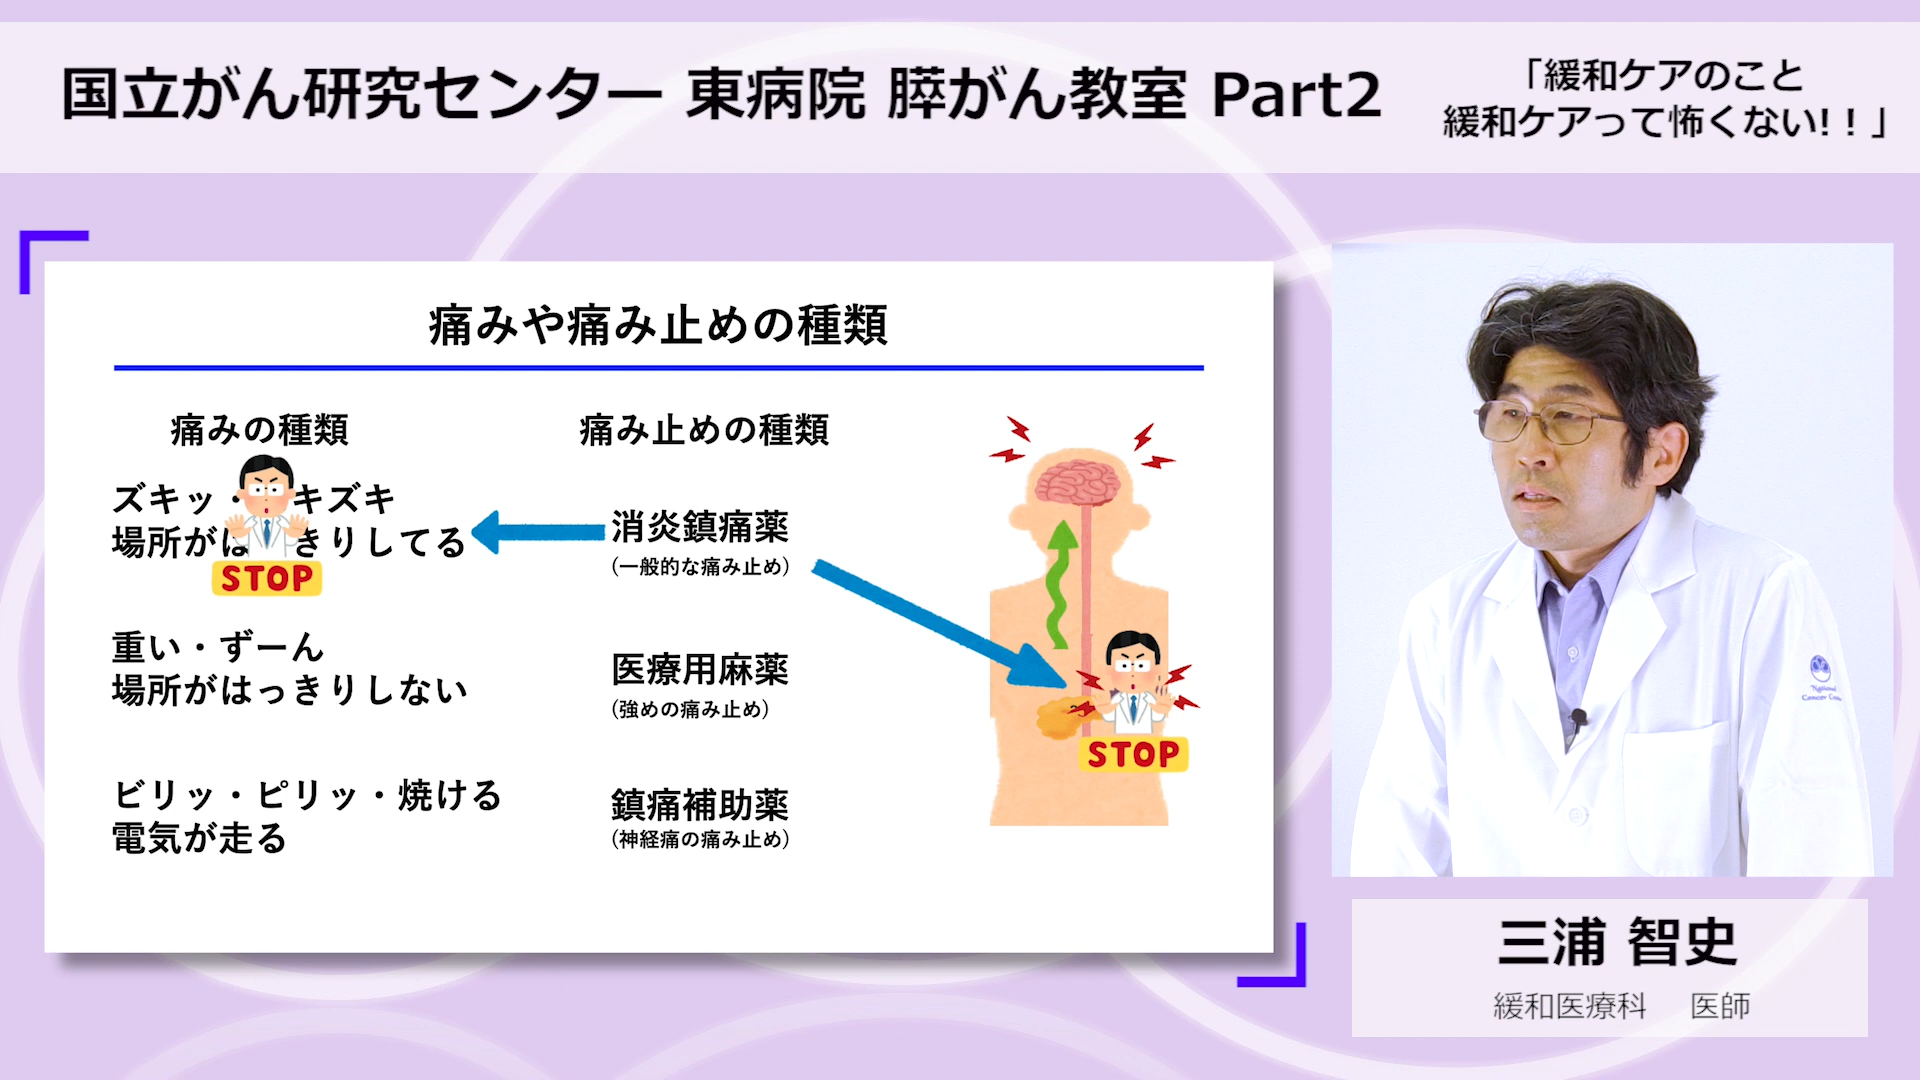 国立がん研究センター 東病院 膵がん教室 Part2
「緩和ケアのこと
緩和ケアって怖くない!！」
痛みや痛み止めの種類
痛みの種類
ズキッ・ キズキ
場所がは きりしてる
STOP
重い・ずーん
場所がはっきりしない
ビリッ・ピリッ・焼ける
電気が走る
痛み止めの種類
消炎鎮痛薬
(一般的な痛み止め)
医療用麻薬
(強めの痛み止め)
鎮痛補助薬
(神経痛の痛み止め)
STOP
National
三浦 智史
緩和医療科 医師